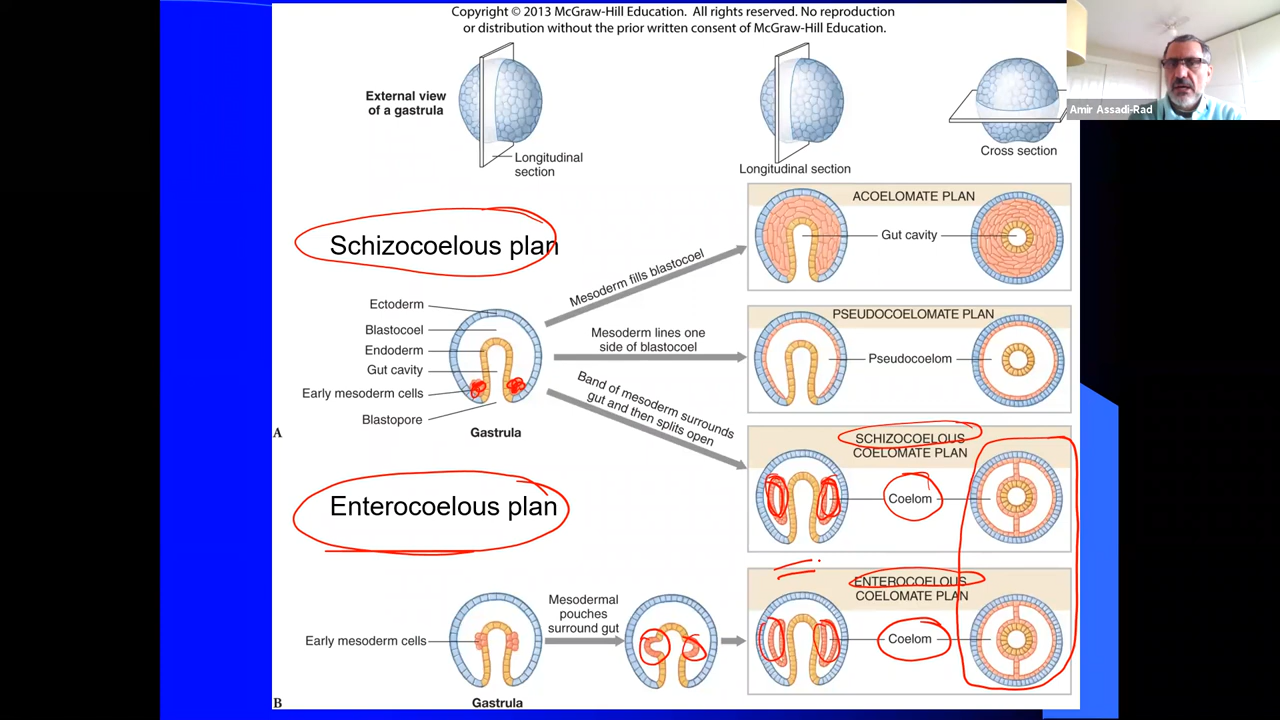 Copyright © 2013 McGraw-Hill Education. All rights reserved. No reproduction
or distribution without the prior written consent of McGraw-Hill Education.
Amir Assadi-Rad
External view
of a gastrula
Longitudinal
section
Longitudinal section
Cross section
Schizocoelous plan
Mesoderm fills blastocoel
ACOELOMATE PLAN
Gut cavity
Ectoderm
Blastocoel
Endoderm
Gut cavity
Early mesoderm cells
Blastopore
Gastrula
A
Mesoderm lines one
side of blastocoel
PSEUDOCOELOMATE PLAN
Pseudocoelom
Band of mesoderm surrounds
gut and then splits open
SCHIZOCOELOUS
COELOMATE PLAN
Coelom
Enterocoelous plan
Early mesoderm cells
Gastrula
B
Mesodermal
pouches
surround gut
ENTEROCOELOUS
COELOMATE PLAN
Coelom